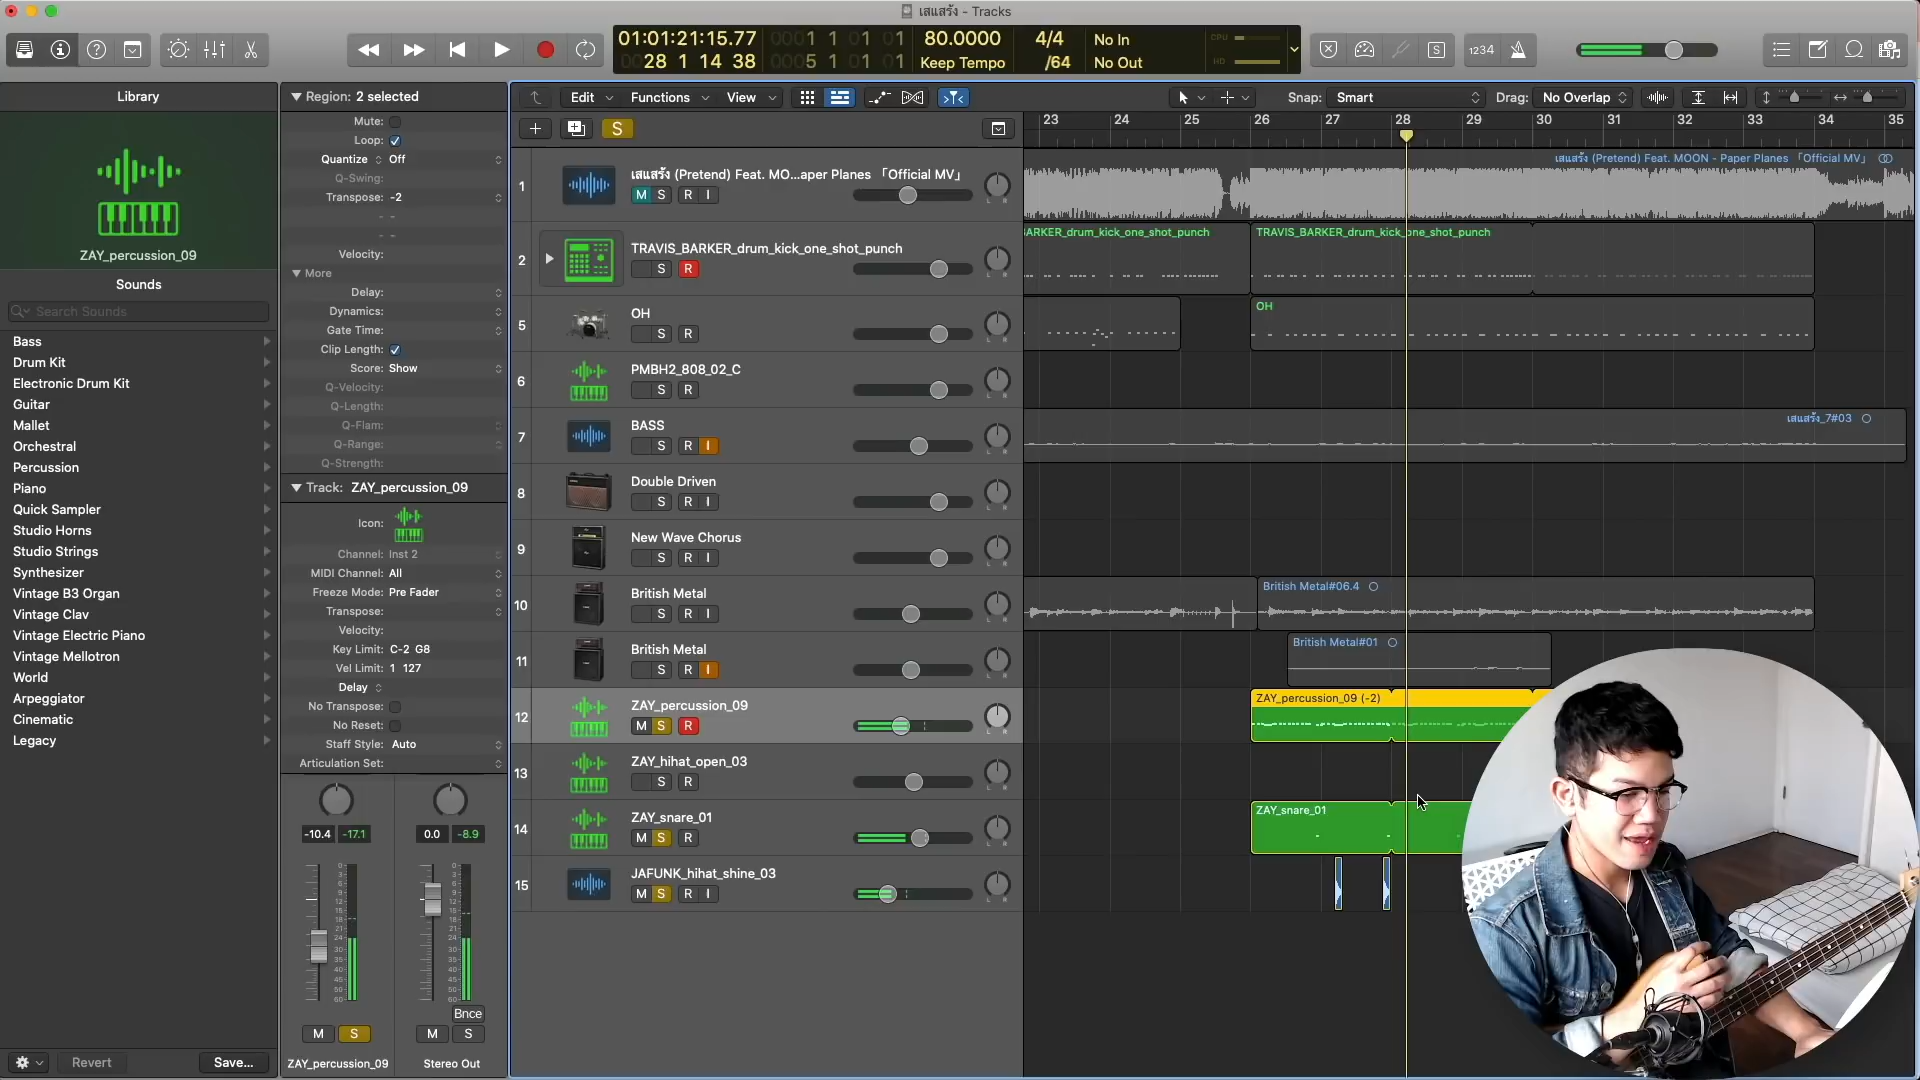 เสแสร้ง - Tracks
01:01:21:15.77
28 1 14 38
0001 1 01 01
0005 1 01 01
80.0000
Keep Tempo
4/4
/64
No In
No Out
CPU
HD
1234
Library
ZAY_percussion_09
Sounds
Search Sounds
Bass
Drum Kit
Electronic Drum Kit
Guitar
Mallet
Orchestral
Percussion
Piano
Quick Sampler
Studio Horns
Studio Strings
Synthesizer
Vintage B3 Organ
Vintage Clav
Vintage Electric Piano
Vintage Mellotron
World
Arpeggiator
Cinematic
Legacy
Revert
Save...
Region: 2 selected
Mute:
Loop:
Quantize Off
Q-Swing:
Transpose: -2
Velocity:
More
Delay:
Dynamics:
Gate Time:
Clip Length:
Score: Show
Q-Velocity:
Q-Length:
Q-Flam:
Q-Range:
Q-Strength:
Track: ZAY_percussion_09
Icon:
Channel: Inst 2
MIDI Channel: All
Freeze Mode: Pre Fader
Transpose:
Velocity:
Key Limit: C-2 G8
Vel Limit: 1 127
Delay
No Transpose:
No Reset:
Staff Style: Auto
Articulation Set:
-10.4 -17.1
0.0 -8.9
Bnce
M S
M S
ZAY_percussion_09
Stereo Out
Edit Functions View
Snap: Smart
Drag: No Overlap
S
23 24 25 26 27 28 29 30 31 32 33 34 35
1
เสแสร้ง (Pretend) Feat. MO...aper Planes 「Official MV」
M S R I
เสแสร้ง (Pretend) Feat. MOON - Paper Planes 「Official MV」
2
TRAVIS_BARKER_drum_kick_one_shot_punch
S R
BARKER_drum_kick_one_shot_punch
TRAVIS_BARKER_drum_kick_one_shot_punch
5
OH
S R
OH
6
PMBH2_808_02_C
S R
7
BASS
S R I
เสแสร้ง_7#03
8
Double Driven
S R I
9
New Wave Chorus
S R I
10
British Metal
S R I
British Metal#06.4
11
British Metal
S R I
British Metal#01
12
ZAY_percussion_09
M S R
ZAY_percussion_09 (-2)
13
ZAY_hihat_open_03
S R
14
ZAY_snare_01
M S R
ZAY_snare_01
15
JAFUNK_hihat_shine_03
M S R I